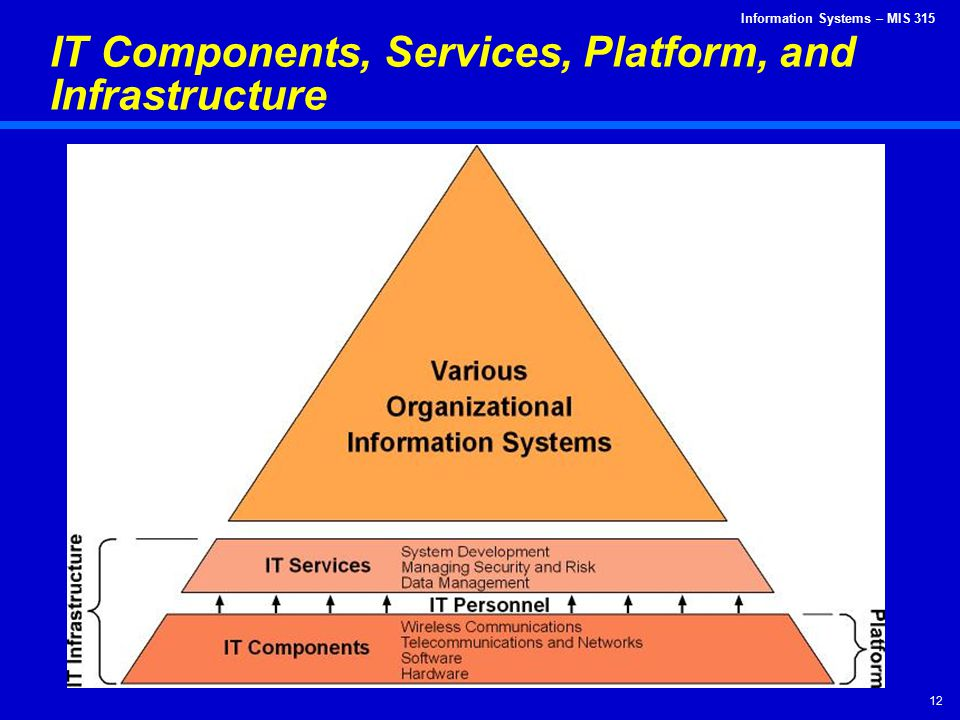 Information Systems – MIS 315
IT Components, Services, Platform, and
Infrastructure
Various
Organizational
Information Systems
IT Infrastructure
IT Services
System Development
Managing Security and Risk
Data Management
IT Personnel
IT Components
Wireless Communications
Telecommunications and Networks
Software
Hardware
Platform
12